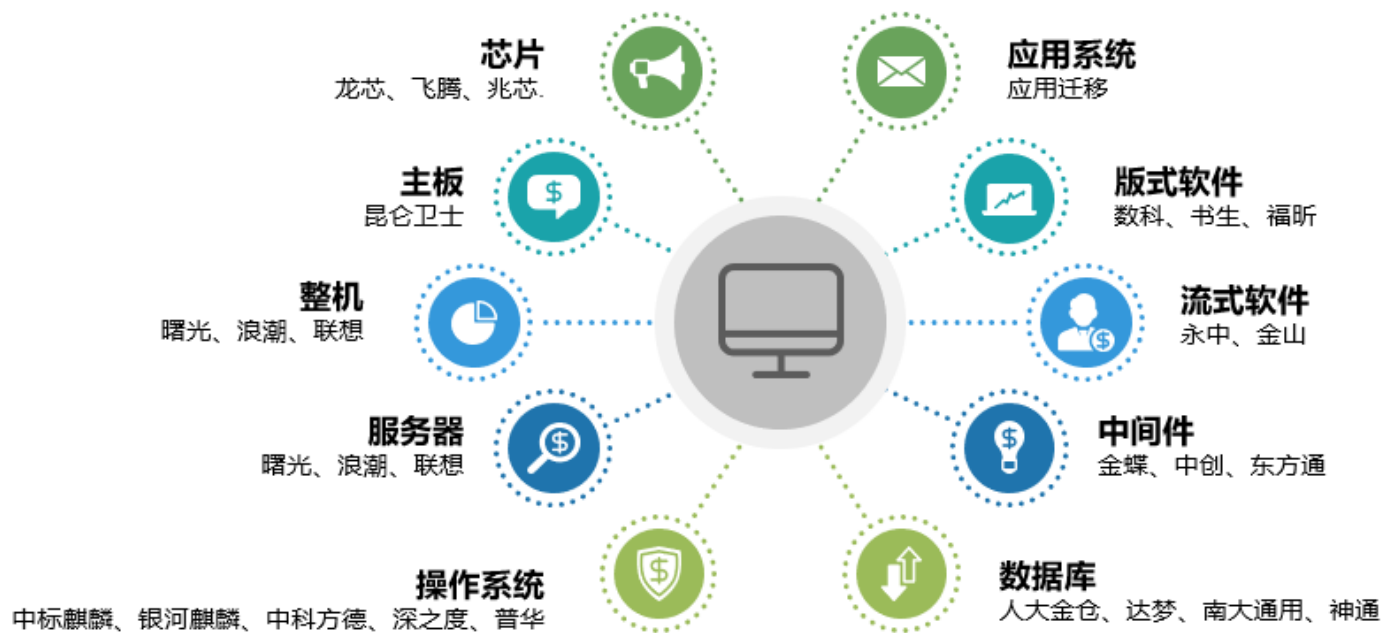 芯片
龙芯、飞腾、兆芯.
主板
昆仑卫士
整机
曙光、浪潮、联想
服务器
曙光、浪潮、联想
操作系统
中标麒麟、银河麒麟、中科方德、深之度、普华
应用系统
应用迁移
版式软件
数科、书生、福昕
流式软件
永中、金山
中间件
金蝶、中创、东方通
数据库
人大金仓、达梦、南大通用、神通
$
$
$
$
$